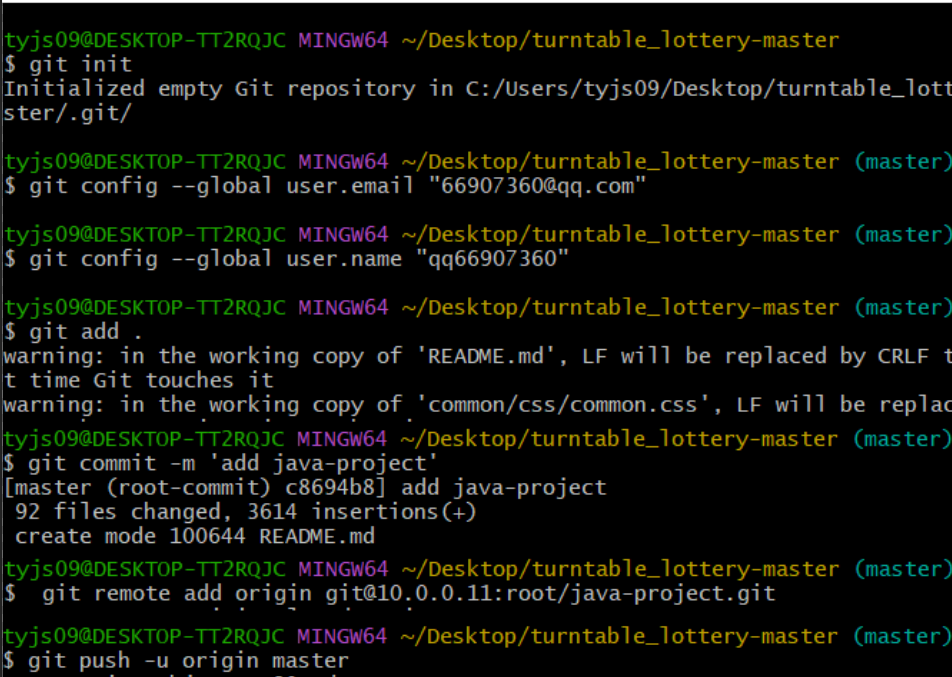 tyjs09@DESKTOP-TT2RQJC MINGW64 ~/Desktop/turntable_lottery-master
$ git init
Initialized empty Git repository in C:/Users/tyjs09/Desktop/turntable_lott
ster/.git/
tyjs09@DESKTOP-TT2RQJC MINGW64 ~/Desktop/turntable_lottery-master (master)
$ git config --global user.email "66907360@qq.com"
tyjs09@DESKTOP-TT2RQJC MINGW64 ~/Desktop/turntable_lottery-master (master)
$ git config --global user.name "qq66907360"
tyjs09@DESKTOP-TT2RQJC MINGW64 ~/Desktop/turntable_lottery-master (master)
$ git add .
warning: in the working copy of 'README.md', LF will be replaced by CRLF t
t time Git touches it
warning: in the working copy of 'common/css/common.css', LF will be replac
tyjs09@DESKTOP-TT2RQJC MINGW64 ~/Desktop/turntable_lottery-master (master)
$ git commit -m 'add java-project'
[master (root-commit) c8694b8] add java-project
 92 files changed, 3614 insertions(+)
 create mode 100644 README.md
tyjs09@DESKTOP-TT2RQJC MINGW64 ~/Desktop/turntable_lottery-master (master)
$  git remote add origin git@10.0.0.11:root/java-project.git
tyjs09@DESKTOP-TT2RQJC MINGW64 ~/Desktop/turntable_lottery-master (master)
$ git push -u origin master